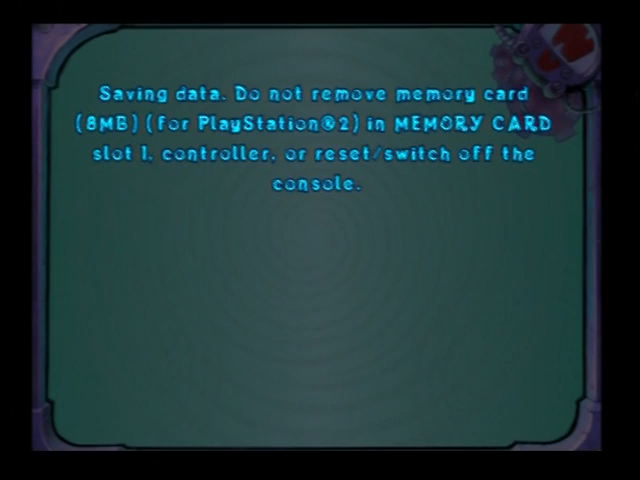 Saving data. Do not remove memory card
(8MB) (for PlayStation®2) in MEMORY CARD
slot 1, controller, or reset/switch off the
console.